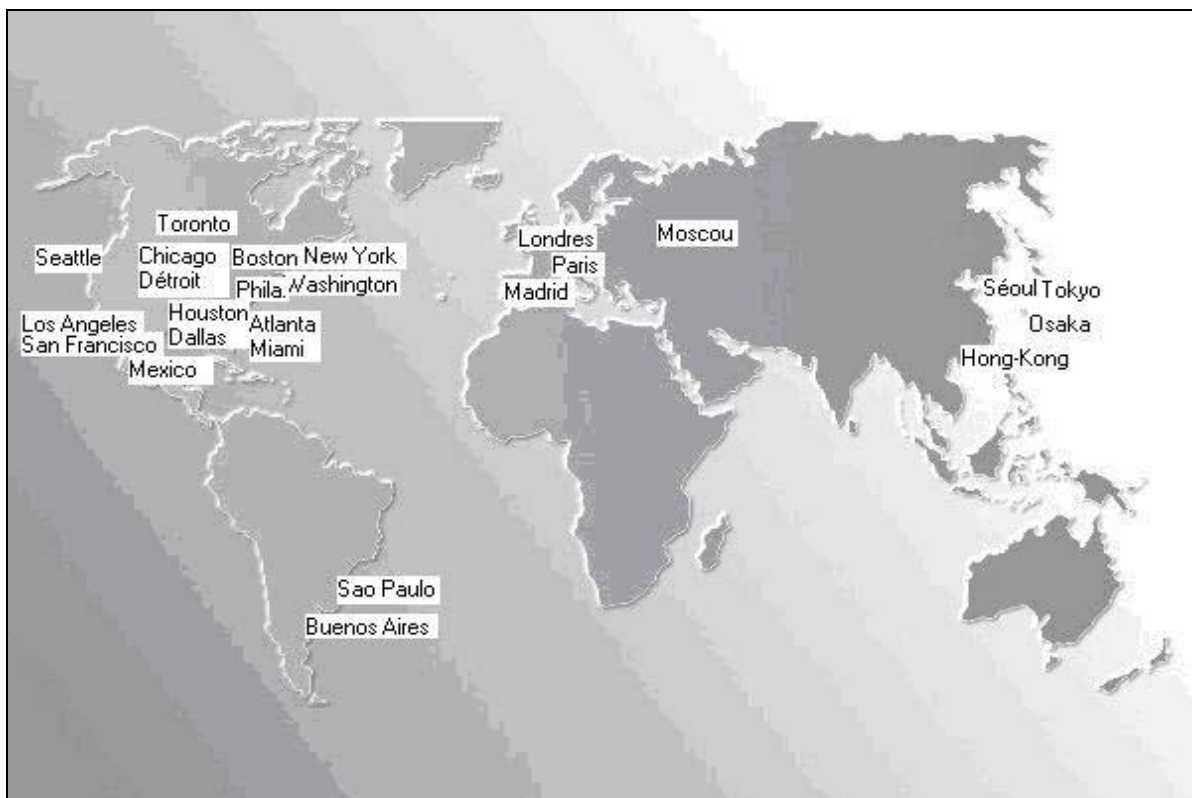 Toronto
Seattle
Chicago
Détroit
Boston
New York
Phila.
Washington
Houston
Dallas
Atlanta
Miami
Los Angeles
San Francisco
Mexico
Londres
Paris
Madrid
Moscou
Séoul
Tokyo
Osaka
Hong-Kong
Sao Paulo
Buenos Aires